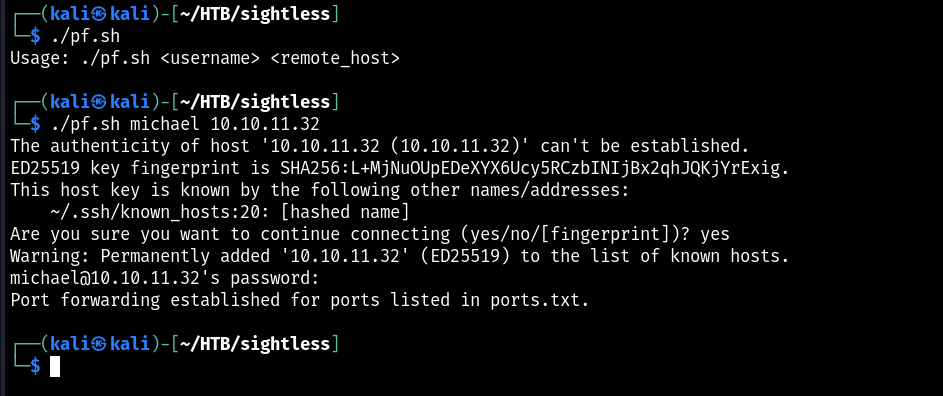 ┌──(kali㉿kali)-[~/HTB/sightless]
└─$ ./pf.sh
Usage: ./pf.sh <username> <remote_host>
┌──(kali㉿kali)-[~/HTB/sightless]
└─$ ./pf.sh michael 10.10.11.32
The authenticity of host '10.10.11.32 (10.10.11.32)' can't be established.
ED25519 key fingerprint is SHA256:L+MjNuOUpEDeXYX6Ucy5RCzbINIjBx2qhJQKjYrExig.
This host key is known by the following other names/addresses:
    ~/.ssh/known_hosts:20: [hashed name]
Are you sure you want to continue connecting (yes/no/[fingerprint])? yes
Warning: Permanently added '10.10.11.32' (ED25519) to the list of known hosts.
michael@10.10.11.32's password:
Port forwarding established for ports listed in ports.txt.
┌──(kali㉿kali)-[~/HTB/sightless]
└─$